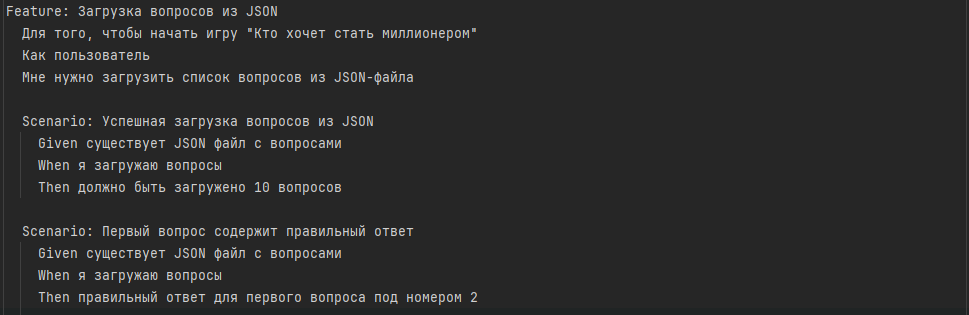 Feature: Загрузка вопросов из JSON
Для того, чтобы начать игру "Кто хочет стать миллионером"
Как пользователь
Мне нужно загрузить список вопросов из JSON-файла
Scenario: Успешная загрузка вопросов из JSON
Given существует JSON файл с вопросами
When я загружаю вопросы
Then должно быть загружено 10 вопросов
Scenario: Первый вопрос содержит правильный ответ
Given существует JSON файл с вопросами
When я загружаю вопросы
Then правильный ответ для первого вопроса под номером 2